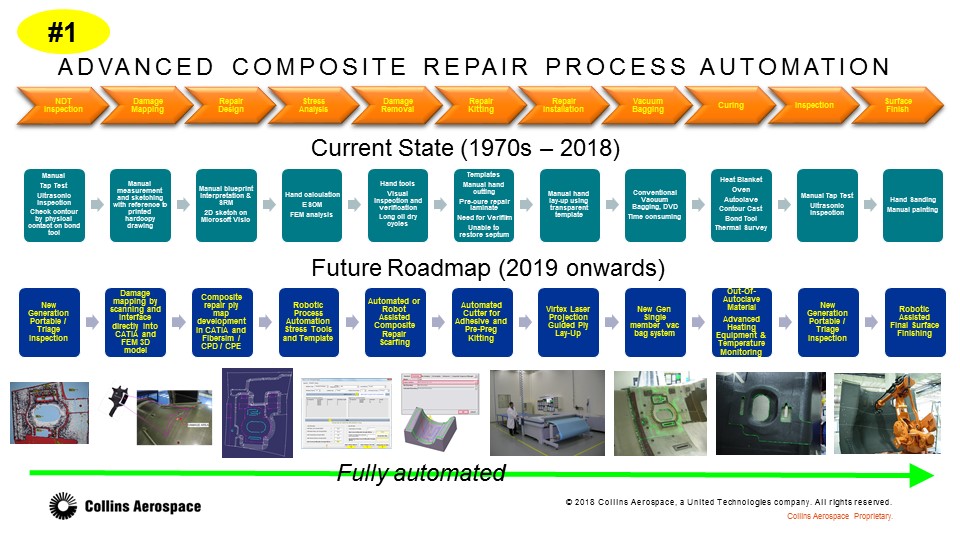 #1
ADVANCED COMPOSITE REPAIR PROCESS AUTOMATION
NDT
Inspection
Damage
Mapping
Repair
Design
Stress
Analysis
Damage
Removal
Repair
Kitting
Repair
Installation
Vacuum
Bagging
Curing
Inspection
Surface
Finish
Current State (1970s – 2018)
Manual
Tap Test
Ultrasonic
Inspection
Check contour
by physical
contact on bond
tool
Manual
measurement
and sketching
with reference to
printed
hardcopy
drawing
Manual blueprint
interpretation &
SRM
2D sketch on
Microsoft Visio
Hand calculation
ESOM
FEM analysis
Hand tools
Visual
inspection and
verification
Long oil dry
cycles
Templates
Manual hand
cutting
Pre-cure repair
laminate
Need for Verifilm
Unable to
restore septum
Manual hand
lay-up using
transparent
template
Conventional
Vacuum
Bagging, DVD
Time consuming
Heat Blanket
Oven
Autoclave
Contour Cast
Bond Tool
Thermal Survey
Manual Tap Test
Ultrasonic
Inspection
Hand Sanding
Manual painting
Future Roadmap (2019 onwards)
New
Generation
Portable /
Triage
Inspection
Damage
mapping by
scanning and
Interface
directly into
CATIA and
FEM 3D
model
Composite
repair ply
map
development
in CATIA and
Fibersim /
CPD / CPE
Robotic
Process
Automation
Stress Tools
and Template
Automated or
Robot
Assisted
Composite
Repair
Scarfing
Automated
Cutter for
Adhesive and
Pre-Preg
Kitting
Virtex Laser
Projection
Guided Ply
Lay-Up
New Gen
Single
member vac
bag system
Out-Of-
Autoclave
Material
Advanced
Heating
Equipment &
Temperature
Monitoring
New
Generation
Portable /
Triage
Inspection
Robotic
Assisted
Final Surface
Finishing
Fully automated
Collins Aerospace
© 2018 Collins Aerospace, a United Technologies company. All rights reserved.
Collins Aerospace Proprietary.